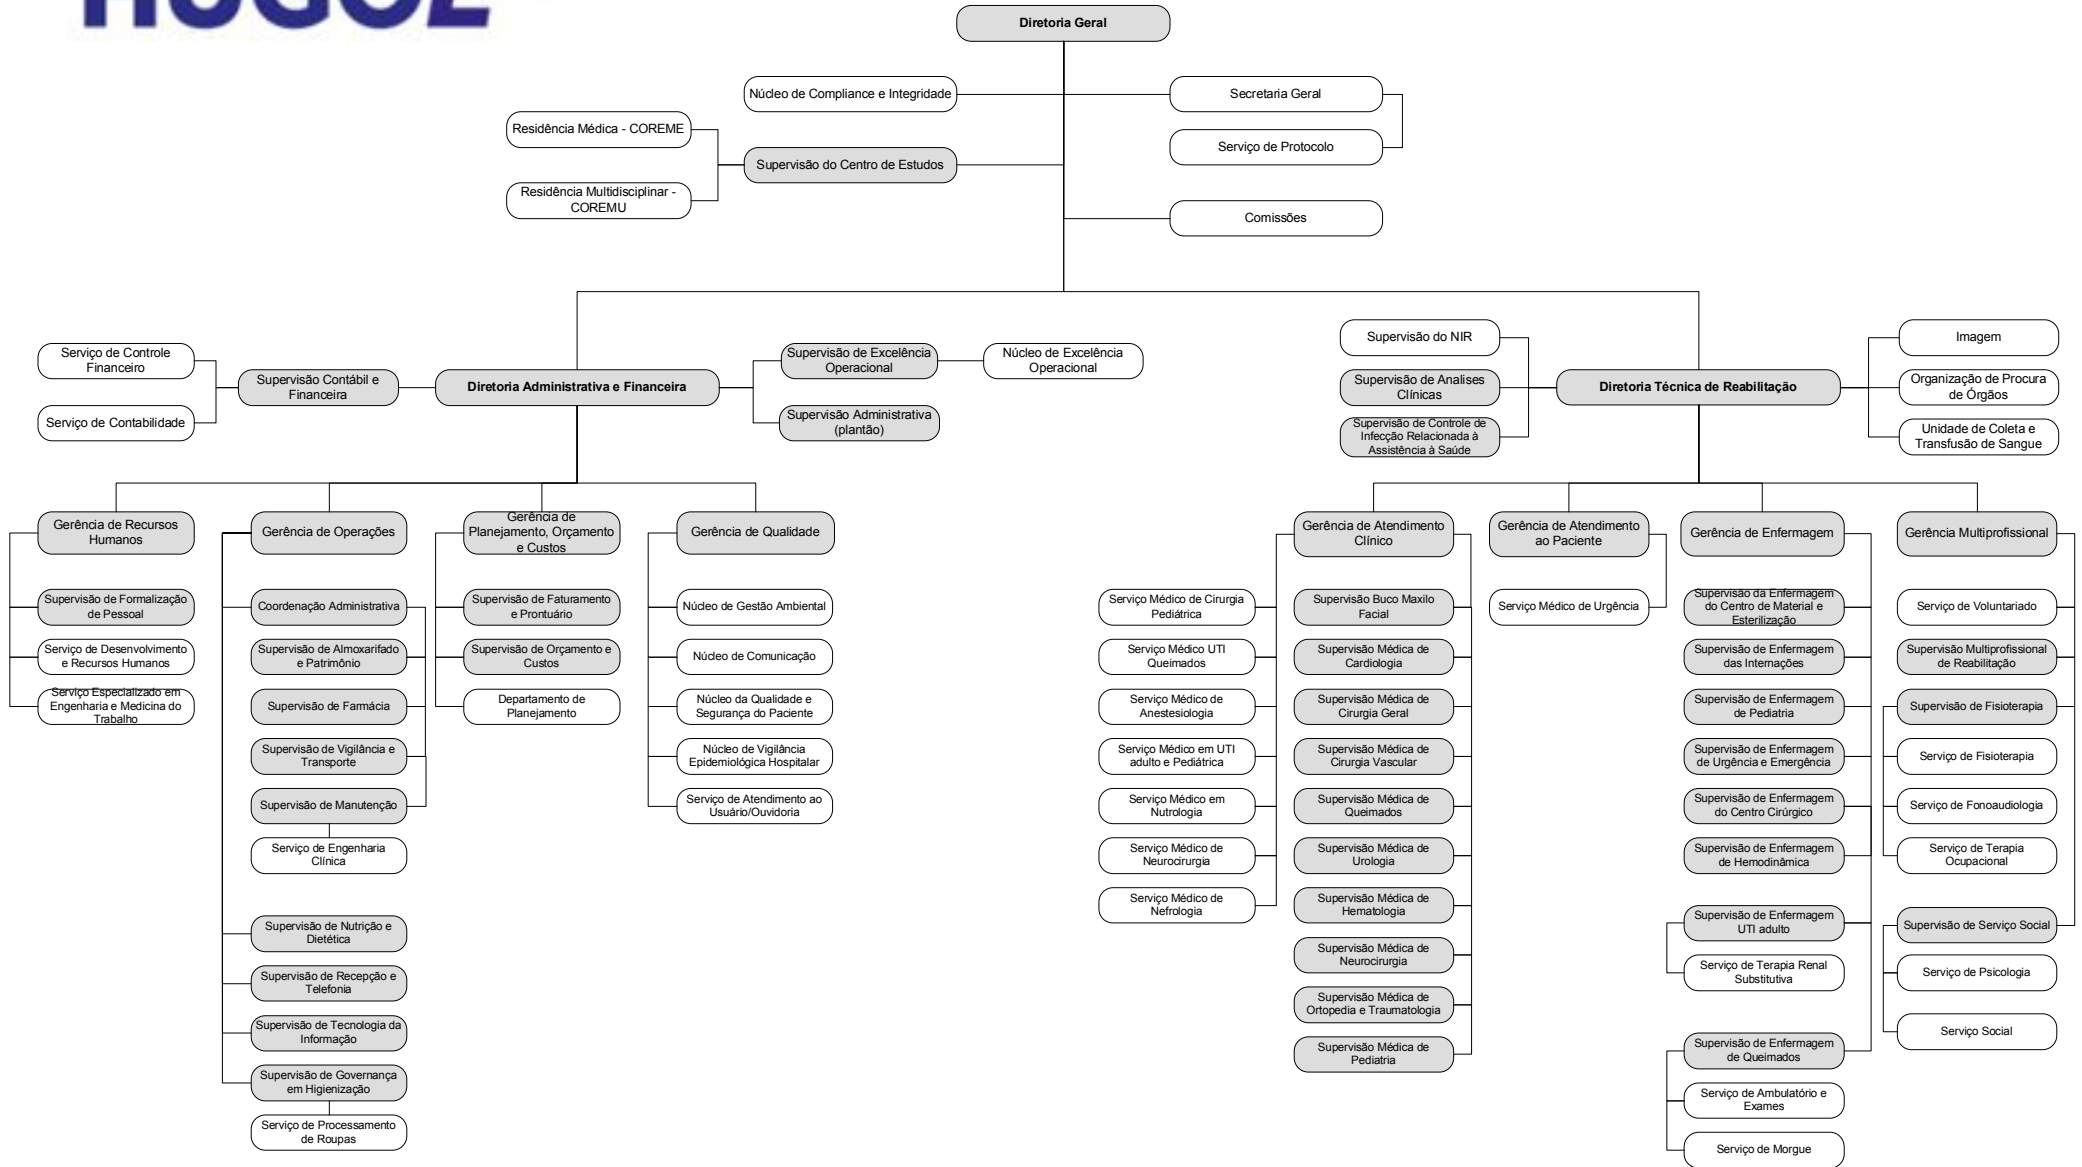 HUGOL
Diretoria Geral
Núcleo de Compliance e Integridade
Secretaria Geral
Residência Médica - COREME
Serviço de Protocolo
Supervisão do Centro de Estudos
Residência Multidisciplinar -
COREMU
Comissões
Serviço de Controle
Financeiro
Supervisão Contábil e
Financeira
Serviço de Contabilidade
Diretoria Administrativa e Financeira
Supervisão de Excelência
Operacional
Núcleo de Excelência
Operacional
Supervisão Administrativa
(plantão)
Supervisão do NIR
Supervisão de Analises
Clínicas
Supervisão de Controle de
Infecção Relacionada à
Assistência à Saúde
Diretoria Técnica de Reabilitação
Imagem
Organização de Procura
de Órgãos
Unidade de Coleta e
Transfusão de Sangue
Gerência de Recursos
Humanos
Supervisão de Formalização
de Pessoal
Serviço de Desenvolvimento
e Recursos Humanos
Serviço Especializado em
Engenharia e Medicina do
Trabalho
Gerência de Operações
Coordenação Administrativa
Supervisão de Almoxarifado
e Patrimônio
Supervisão de Farmácia
Supervisão de Vigilância e
Transporte
Supervisão de Manutenção
Serviço de Engenharia
Clínica
Supervisão de Nutrição e
Dietética
Supervisão de Recepção e
Telefonia
Supervisão de Tecnologia da
Informação
Supervisão de Governança
em Higienização
Serviço de Processamento
de Roupas
Gerência de
Planejamento, Orçamento
e Custos
Supervisão de Faturamento
e Prontuário
Supervisão de Orçamento e
Custos
Departamento de
Planejamento
Gerência de Qualidade
Núcleo de Gestão Ambiental
Núcleo de Comunicação
Núcleo da Qualidade e
Segurança do Paciente
Núcleo de Vigilância
Epidemiológica Hospitalar
Serviço de Atendimento ao
Usuário/Ouvidoria
Gerência de Atendimento
Clínico
Serviço Médico de Cirurgia
Pediátrica
Serviço Médico UTI
Queimados
Serviço Médico de
Anestesiologia
Serviço Médico em UTI
adulto e Pediátrica
Serviço Médico em
Nutrologia
Serviço Médico de
Neurocirurgia
Serviço Médico de
Nefrologia
Supervisão Buco Maxilo
Facial
Supervisão Médica de
Cardiologia
Supervisão Médica de
Cirurgia Geral
Supervisão Médica de
Cirurgia Vascular
Supervisão Médica de
Queimados
Supervisão Médica de
Urologia
Supervisão Médica de
Hematologia
Supervisão Médica de
Neurocirurgia
Supervisão Médica de
Ortopedia e Traumatologia
Supervisão Médica de
Pediatria
Gerência de Atendimento
ao Paciente
Serviço Médico de Urgência
Gerência de Enfermagem
Supervisão da Enfermagem
do Centro de Material e
Esterilização
Supervisão de Enfermagem
das Internações
Supervisão de Enfermagem
de Pediatria
Supervisão de Enfermagem
de Urgência e Emergência
Supervisão de Enfermagem
do Centro Cirúrgico
Supervisão de Enfermagem
de Hemodinâmica
Supervisão de Enfermagem
UTI adulto
Serviço de Terapia Renal
Substitutiva
Supervisão de Enfermagem
de Queimados
Serviço de Ambulatório e
Exames
Serviço de Morgue
Gerência Multiprofissional
Serviço de Voluntariado
Supervisão Multiprofissional
de Reabilitação
Supervisão de Fisioterapia
Serviço de Fisioterapia
Serviço de Fonoaudiologia
Serviço de Terapia
Ocupacional
Supervisão de Serviço Social
Serviço de Psicologia
Serviço Social